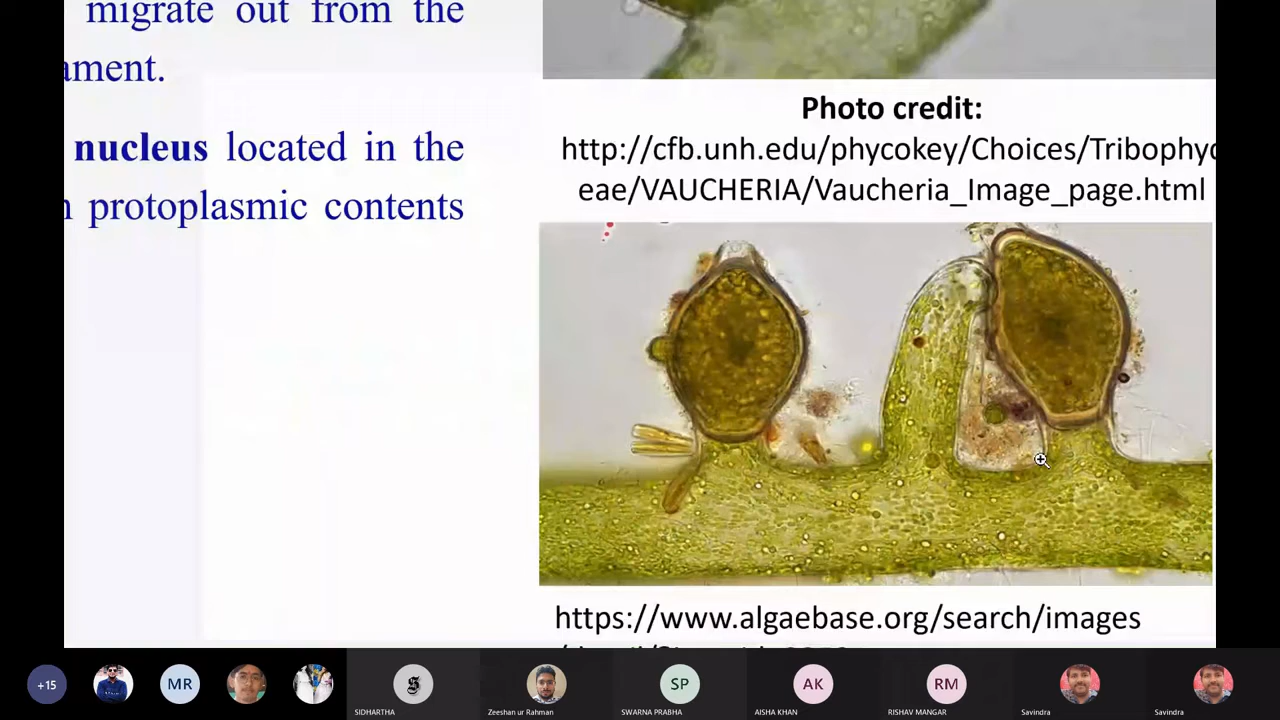 migrate out from the
ament.
nucleus located in the
protoplasmic contents
Photo credit:
http://cfb.unh.edu/phycokey/Choices/Tribophyc
eae/VAUCHERIA/Vaucheria_Image_page.html
https://www.algaebase.org/search/images
+15
MR
SP
AK
RM
SIDHARTHA
Zeeshan ur Rahman
SWARNA PRABHA
AISHA KHAN
RISHAV MANGAR
Savindra
Savindra